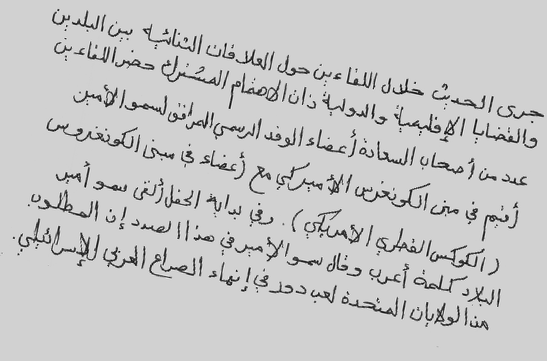 جرى الحديث خلال اللقاءين حول العلاقات الثنائية بين البلدين
والقضايا الإقليمية والدولية ذات الاهتمام المشترك حضر اللقاءين
عدد من أصحاب السعادة أعضاء الوفد الرسمي المرافق لسمو الأمير
أقيم في مبنى الكونغرس الأميركي مع أعضاء في مبنى الكونغروس
(الكوكس القطري الأمريكي). وفي بداية الحفل ألقى سمو أمير
البلاد كلمة أعرب وقال سمو الأمير في هذا الصدد إن المطلوب
من الولايات المتحدة لعب دور في إنهاء الصراع العربي الإسرائيلي.